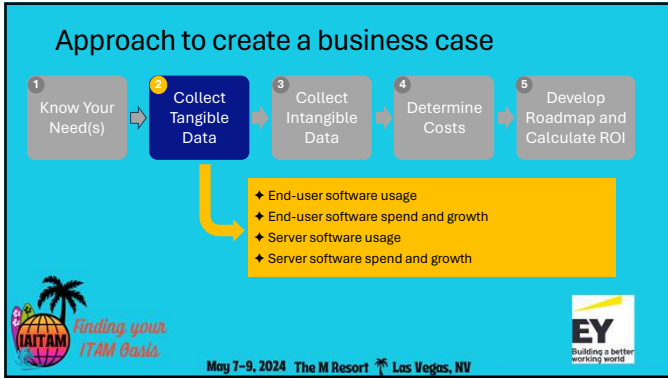 Approach to create a business case
1
Know Your
Need(s)
2
Collect
Tangible
Data
3
Collect
Intangible
Data
4
Determine
Costs
5
Develop
Roadmap and
Calculate ROI
✦ End-user software usage
✦ End-user software spend and growth
✦ Server software usage
✦ Server software spend and growth
IAITAM
Finding your
ITAM Oasis
May 7-9, 2024 The M Resort Las Vegas, NV
EY
Building a better
working world